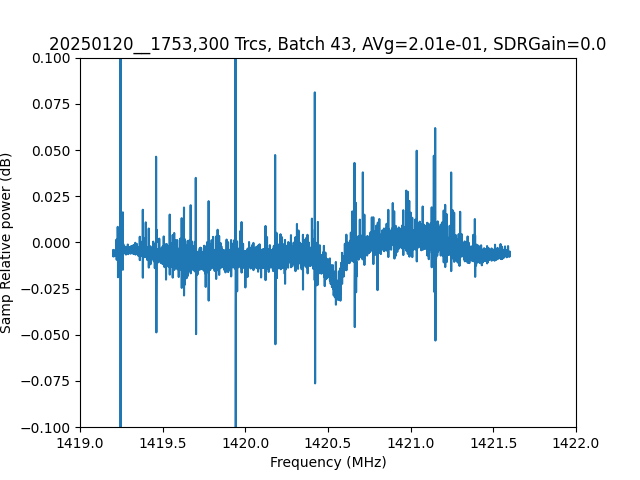 20250120__1753,300 Trcs, Batch 43, AVg=2.01e-01, SDRGain=0.0
0.100
0.075
0.050
0.025
0.000
−0.025
−0.050
−0.075
−0.100
Samp Relative power (dB)
1419.0 1419.5 1420.0 1420.5 1421.0 1421.5 1422.0
Frequency (MHz)